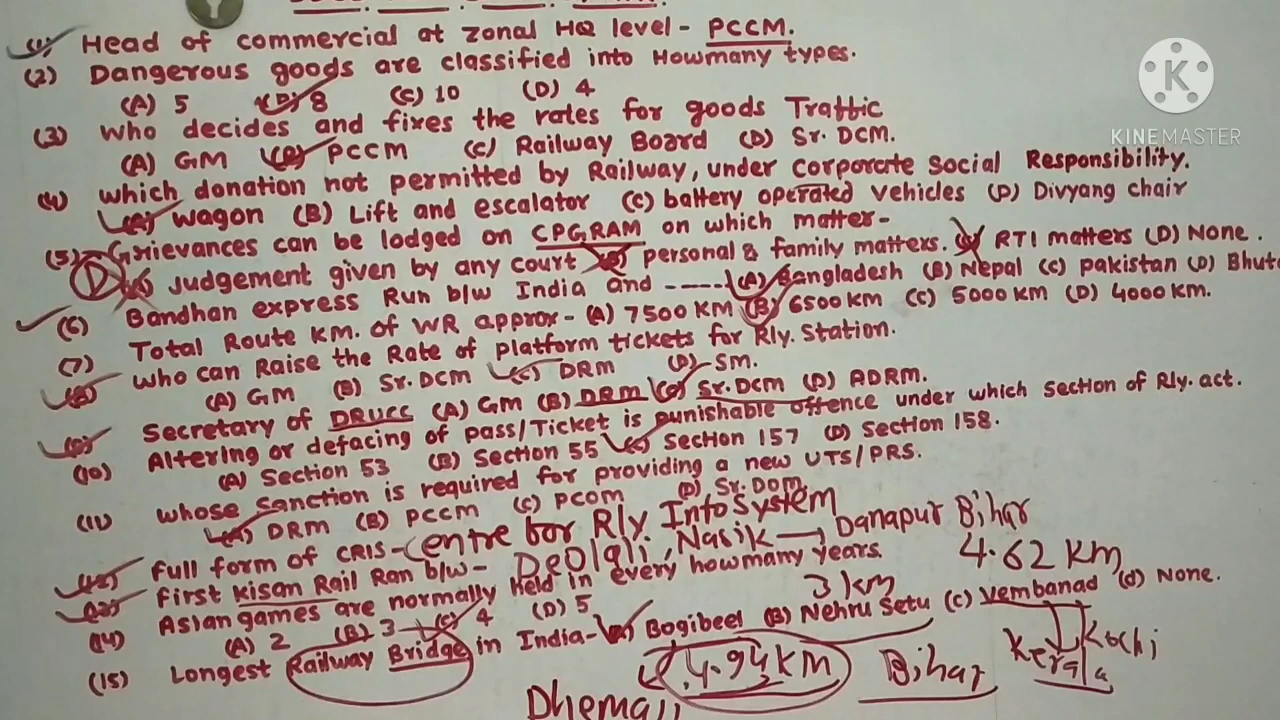 (1) Head of commercial at zonal HQ level - PCCM.
(2) Dangerous goods are classified into Howmany types.
(A) 5 (B) 8 (C) 10 (D) 4
(3) who decides and fixes the rates for goods Traffic
(A) GM (B) PCCM (C) Railway Board (D) Sr. DCM.
(4) which donation not permitted by Railway, under corporate social Responsibility.
(A) wagon (B) Lift and escalator (C) battery operated vehicles (D) Divyang chair
(5) Grievances can be lodged on CPGRAM on which matter-
(A) judgement given by any court (B) personal & family matters. (C) RTI matters (D) None.
D
(6) Bandhan express Run b/w India and ----- (A) Bangladesh (B) Nepal (C) pakistan (D) Bhuta
(7) Total Route KM. of WR approx- (A) 7500 KM (B) 6500 KM (C) 5000 KM (D) 4000 KM.
(8) who can Raise the Rate of platform tickets for Rly. Station.
(A) GM (B) Sr. DCM (C) DRM (D) SM.
(9) Secretary of DRUCC (A) GM (B) DRM (C) Sr. DCM (D) ADRM.
(10) Altering or defacing of pass/Ticket is punishable offence under which section of Rly. act.
(A) Section 53 (B) Section 55 (C) Section 157 (D) Section 158.
(11) whose sanction is required for providing a new UTS/PRS.
(A) DRM (B) PCCM (C) PCOM (D) Sr. DOM.
(12) Full form of CRIS- Centre for Rly. Info System
(13) First kisan Rail Ran b/w- Deolali, Nasik → Danapur Bihar
(14) Asian games are normally held in every howmany years.
(A) 2 (B) 3 (C) 4 (D) 5
4.62 KM
3 km
(15) Longest Railway Bridge in India- (A) Bogibeel (B) Nehru Setu (C) Vembanad (d) None.
4.94 KM Bihar Kerala Kochi
Dhemaji
KINEMASTER